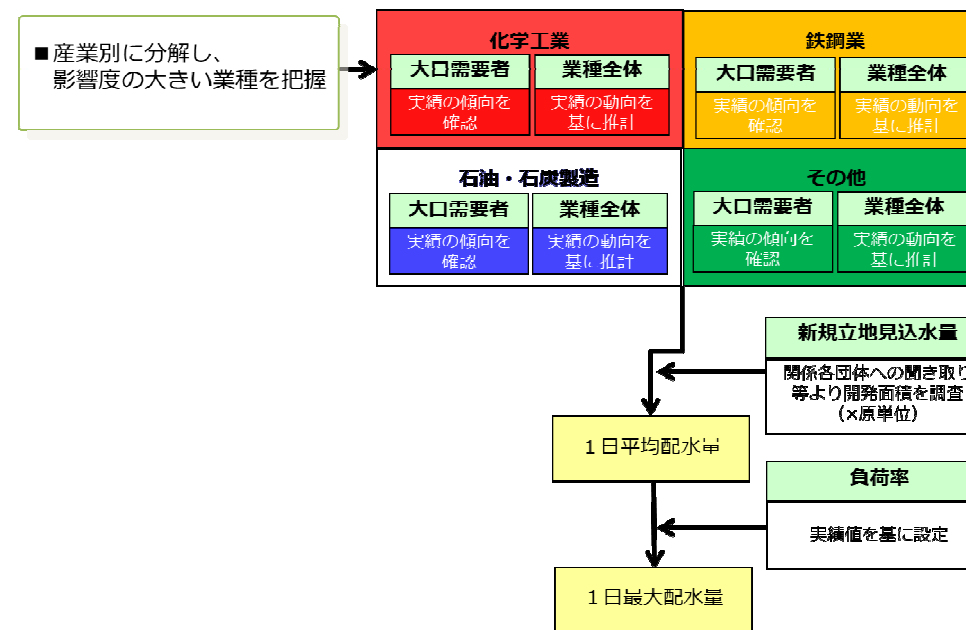 ■産業別に分解し、
影響度の大きい業種を把握
化学工業
大口需要者
業種全体
実績の傾向を
確認
実績の動向を
基に推計
鉄鋼業
大口需要者
業種全体
実績の傾向を
確認
実績の動向を
基に推計
石油・石炭製造
大口需要者
業種全体
実績の傾向を
確認
実績の動向を
基に推計
その他
大口需要者
業種全体
実績の傾向を
確認
実績の動向を
基に推計
新規立地見込水量
関係各団体への聞き取り
等より開発面積を調査
(×原単位)
1日平均配水量
負荷率
実績値を基に設定
1日最大配水量